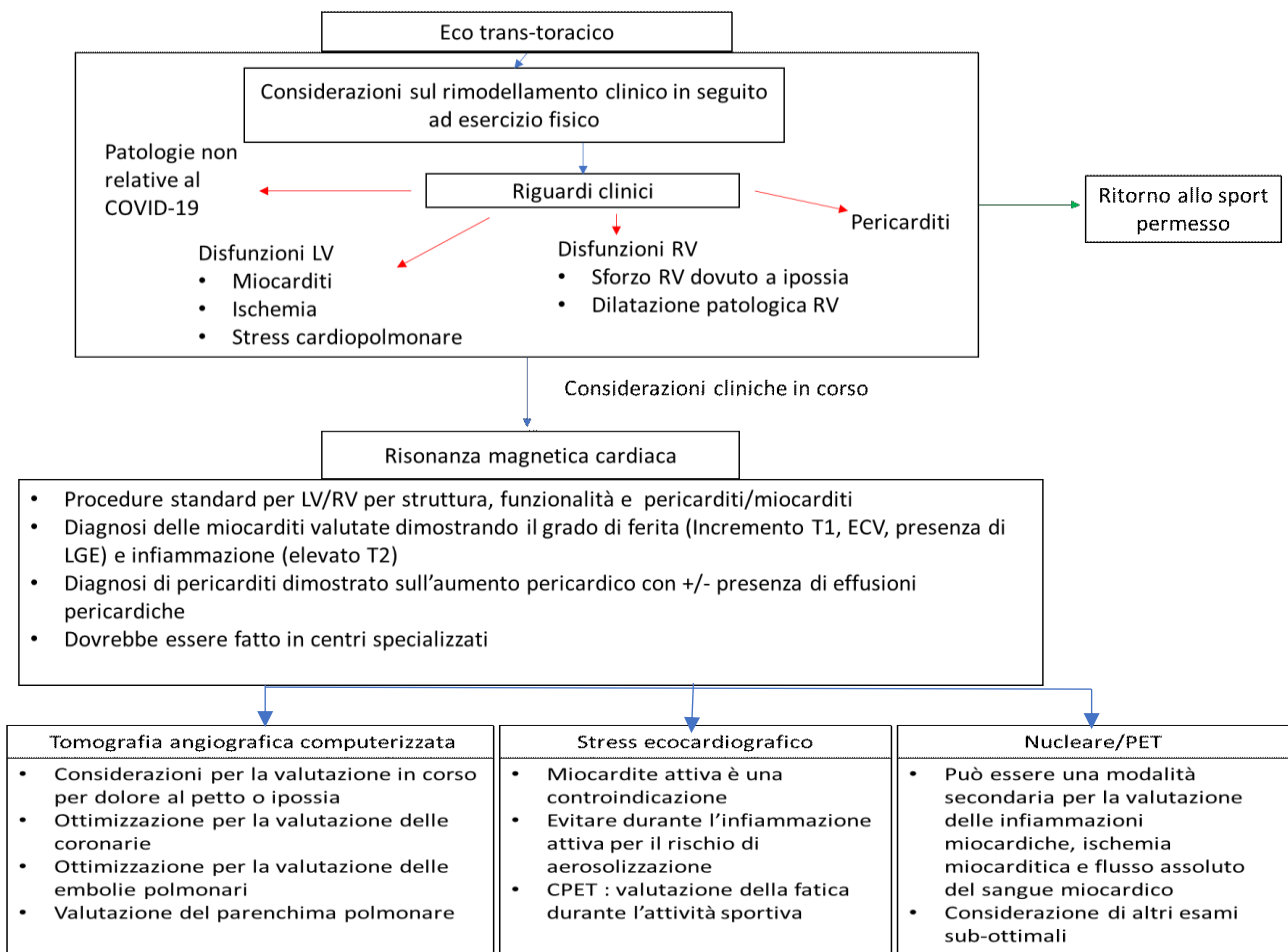 Eco trans-toracico
Considerazioni sul rimodellamento clinico in seguito
ad esercizio fisico
Patologie non
relative al
COVID-19
Riguardi clinici
Pericarditi
Ritorno allo sport
permesso
Disfunzioni LV
• Miocarditi
• Ischemia
• Stress cardiopolmonare
Disfunzioni RV
• Sforzo RV dovuto a ipossia
• Dilatazione patologica RV
Considerazioni cliniche in corso
Risonanza magnetica cardiaca
• Procedure standard per LV/RV per struttura, funzionalità e pericarditi/miocarditi
• Diagnosi delle miocarditi valutate dimostrando il grado di ferita (Incremento T1, ECV, presenza di
LGE) e infiammazione (elevato T2)
• Diagnosi di pericarditi dimostrato sull’aumento pericardico con +/- presenza di effusioni
pericardiche
• Dovrebbe essere fatto in centri specializzati
Tomografia angiografica computerizzata
• Considerazioni per la valutazione in corso
per dolore al petto o ipossia
• Ottimizzazione per la valutazione delle
coronarie
• Ottimizzazione per la valutazione delle
embolie polmonari
• Valutazione del parenchima polmonare
Stress ecocardiografico
• Miocardite attiva è una
controindicazione
• Evitare durante l’infiammazione
attiva per il rischio di
aerosolizzazione
• CPET : valutazione della fatica
durante l’attività sportiva
Nucleare/PET
• Può essere una modalità
secondaria per la valutazione
delle infiammazioni
miocardiche, ischemia
miocarditica e flusso assoluto
del sangue miocardico
• Considerazione di altri esami
sub-ottimali